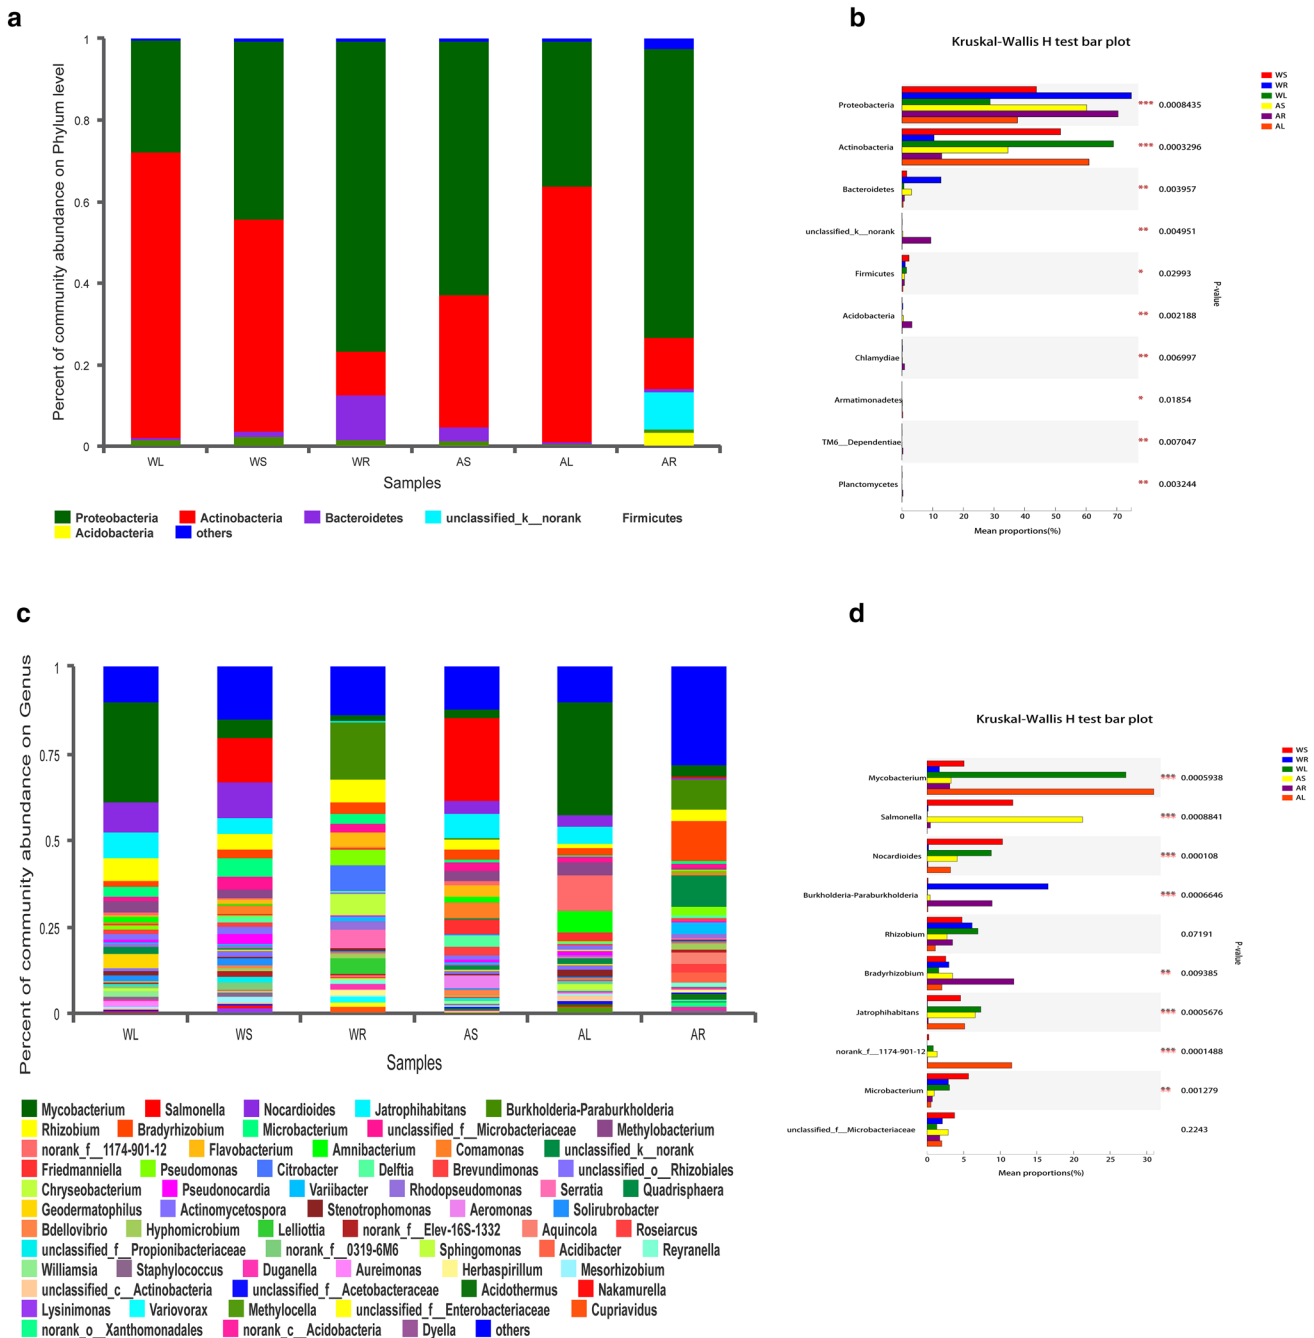 a
Percent of community abundance on Phylum level
1
0.8
0.6
0.4
0.2
0
WL WS WR AS AL AR
Samples
Proteobacteria Actinobacteria Bacteroidetes unclassified_k__norank Firmicutes
Acidobacteria others
b
Kruskal-Wallis H test bar plot
WS
WR
WL
AS
AR
AL
Proteobacteria *** 0.0008435
Actinobacteria *** 0.0003296
Bacteroidetes ** 0.003957
unclassified_k__norank ** 0.004951
Firmicutes * 0.02993
Acidobacteria ** 0.002188
Chlamydiae ** 0.006997
Armatimonadetes * 0.01854
TM6__Dependentiae ** 0.007047
Planctomycetes ** 0.003244
P-value
0 10 20 30 40 50 60 70
Mean proportions(%)
c
Percent of community abundance on Genus
1
0.75
0.5
0.25
0
WL WS WR AS AL AR
Samples
Mycobacterium Salmonella Nocardioides Jatrophihabitans Burkholderia-Paraburkholderia
Rhizobium Bradyrhizobium Microbacterium unclassified_f__Microbacteriaceae Methylobacterium
norank_f__1174-901-12 Flavobacterium Amnibacterium Comamonas unclassified_k__norank
Friedmanniella Pseudomonas Citrobacter Delftia Brevundimonas unclassified_o__Rhizobiales
Chryseobacterium Pseudonocardia Variibacter Rhodopseudomonas Serratia Quadrisphaera
Geodermatophilus Actinomycetospora Stenotrophomonas Aeromonas Solirubrobacter
Bdellovibrio Hyphomicrobium Lelliottia norank_f__Elev-16S-1332 Aquincola Roseiarcus
unclassified_f__Propionibacteriaceae norank_f__0319-6M6 Sphingomonas Acidibacter Reyranella
Williamsia Staphylococcus Duganella Aureimonas Herbaspirillum Mesorhizobium
unclassified_c__Actinobacteria unclassified_f__Acetobacteraceae Acidothermus Nakamurella
Lysinimonas Variovorax Methylocella unclassified_f__Enterobacteriaceae Cupriavidus
norank_o__Xanthomonadales norank_c__Acidobacteria Dyella others
d
Kruskal-Wallis H test bar plot
WS
WR
WL
AS
AR
AL
Mycobacterium *** 0.0005938
Salmonella *** 0.0008841
Nocardioides *** 0.000108
Burkholderia-Paraburkholderia *** 0.0006646
Rhizobium 0.07191
Bradyrhizobium ** 0.009385
Jatrophihabitans *** 0.0005676
norank_f__1174-901-12 *** 0.0001488
Microbacterium ** 0.001279
unclassified_f__Microbacteriaceae 0.2243
P-value
0 5 10 15 20 25 30
Mean proportions(%)